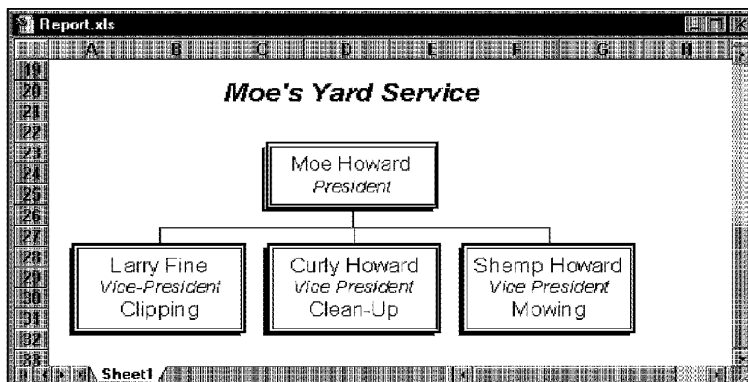 Report.xls
A B C D E F G H
19
20
21
22
23
24
25
26
27
28
29
30
31
32
33
Moe's Yard Service
Moe Howard
President
Larry Fine
Vice-President
Clipping
Curly Howard
Vice President
Clean-Up
Shemp Howard
Vice President
Mowing
Sheet1